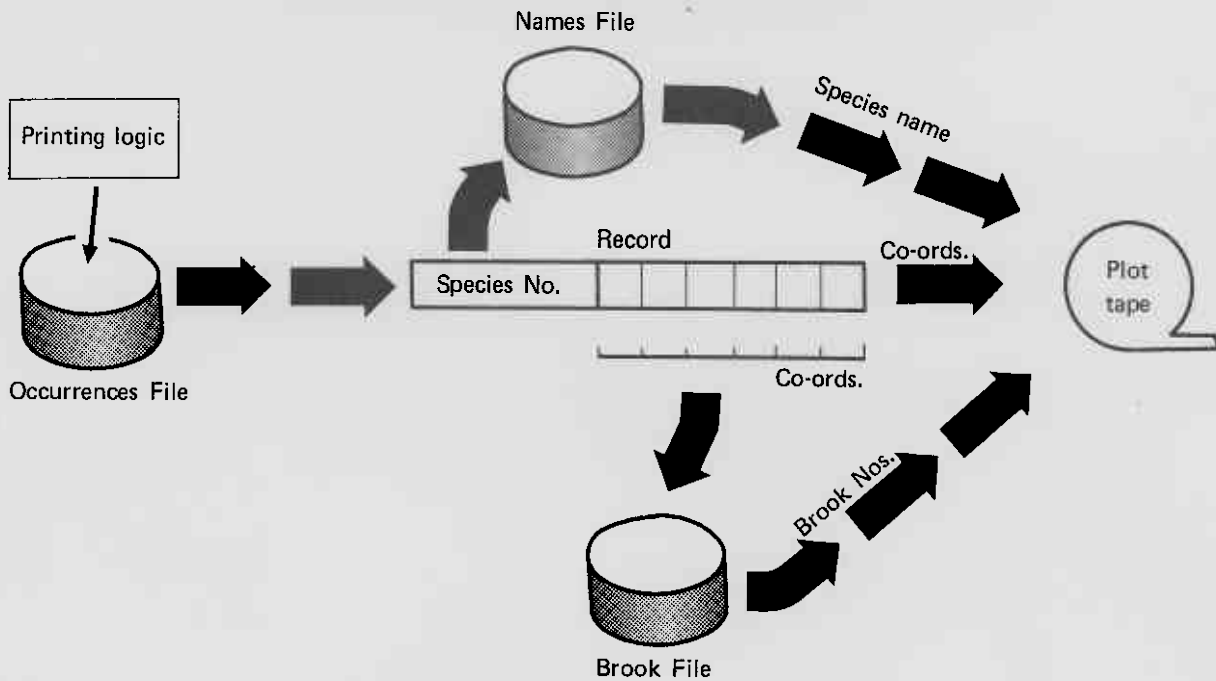 Names File
Printing logic
Species name
Record
Co-ords.
Species No.
Plot
tape
Occurrences File
Co-ords.
Brook Nos.
Brook File